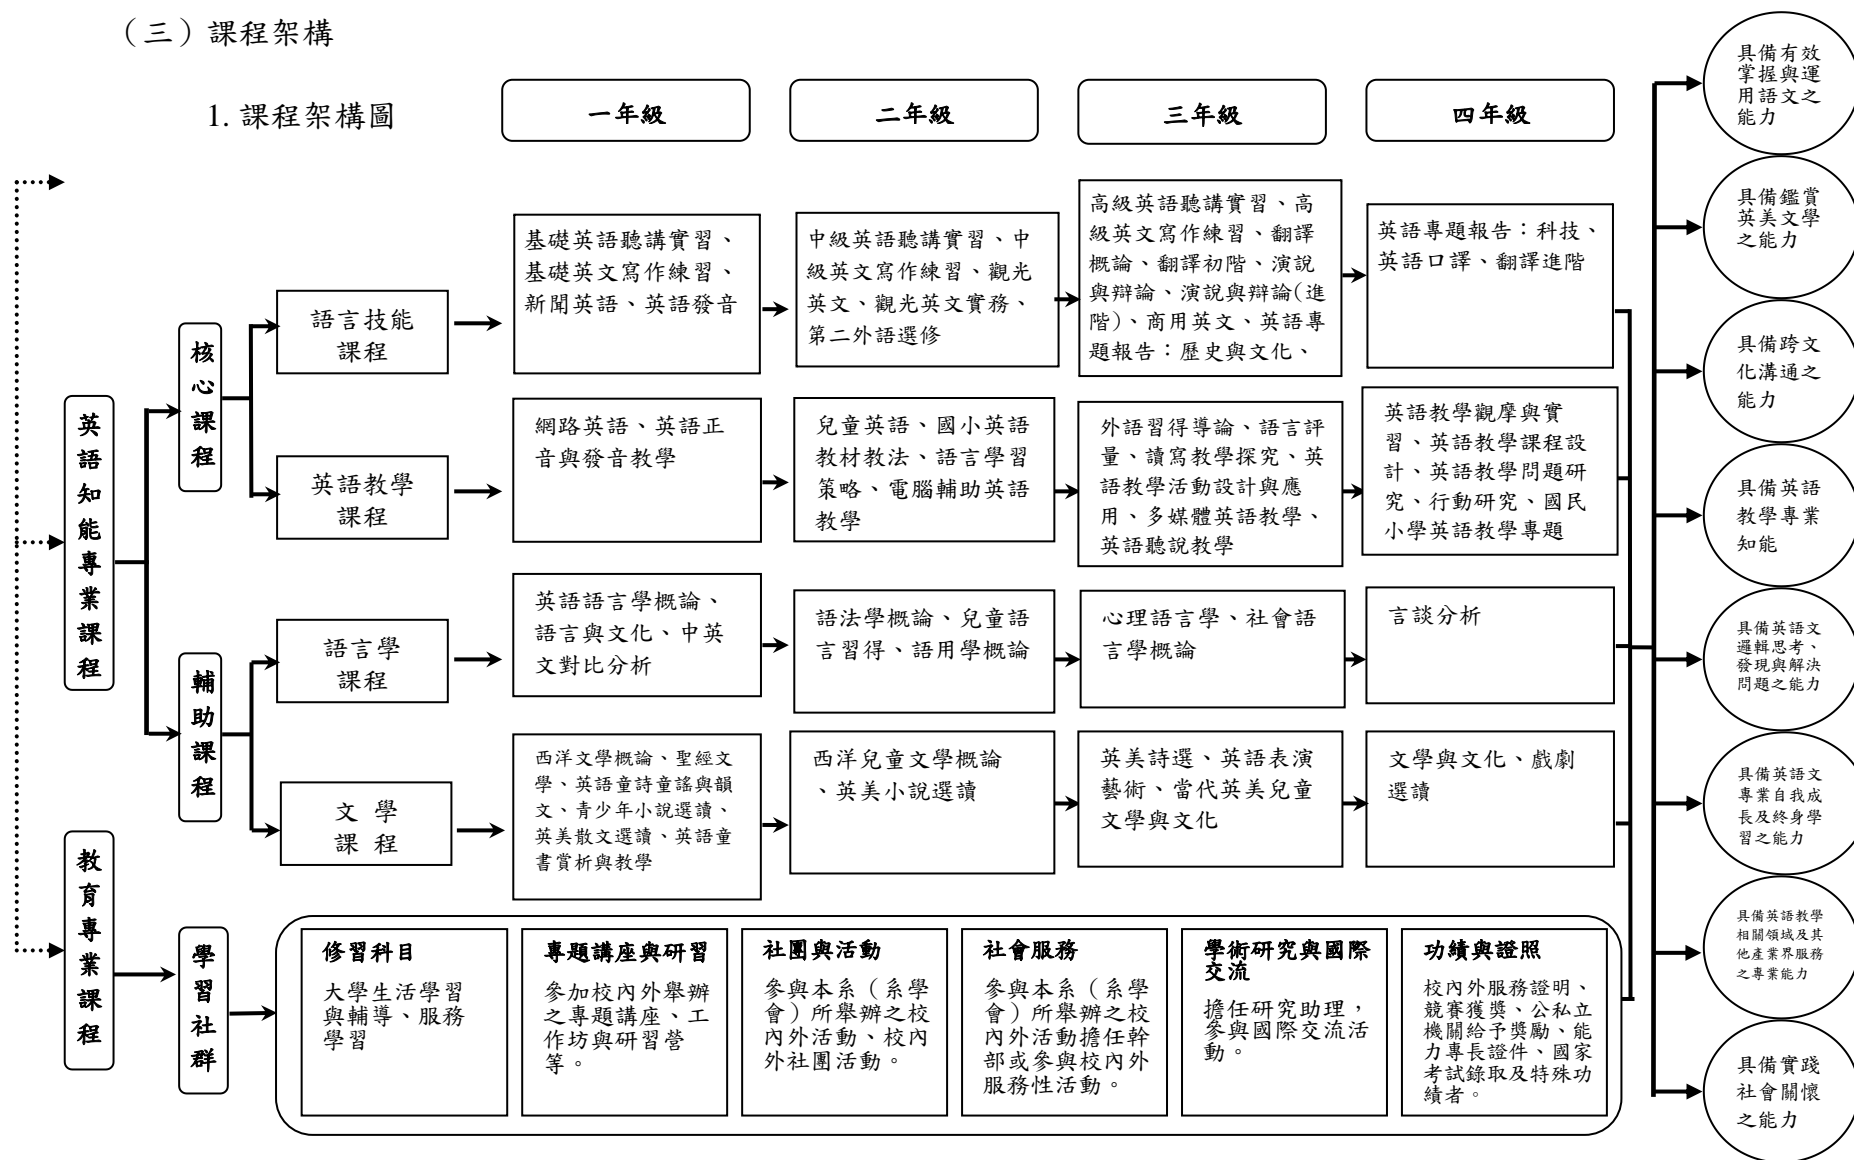 （三）課程架構
1. 課程架構圖
一年級
二年級
三年級
四年級
英語知能專業課程
核心課程
語言技能
課程
基礎英語聽講實習、
基礎英文寫作練習、
新聞英語、英語發音
中級英語聽講實習、中
級英文寫作練習、觀光
英文、觀光英文實務、
第二外語選修
高級英語聽講實習、高
級英文寫作練習、翻譯
概論、翻譯初階、演說
與辯論、演說與辯論(進
階)、商用英文、英語專
題報告：歷史與文化、
英語專題報告：科技、
英語口譯、翻譯進階
英語教學
課程
網路英語、英語正
音與發音教學
兒童英語、國小英語
教材教法、語言學習
策略、電腦輔助英語
教學
外語習得導論、語言評
量、讀寫教學探究、英
語教學活動設計與應
用、多媒體英語教學、
英語聽說教學
英語教學觀摩與實
習、英語教學課程設
計、英語教學問題研
究、行動研究、國民
小學英語教學專題
輔助課程
語言學
課程
英語語言學概論、
語言與文化、中英
文對比分析
語法學概論、兒童語
言習得、語用學概論
心理語言學、社會語
言學概論
言談分析
文 學
課 程
西洋文學概論、聖經文
學、英語童詩童謠與韻
文、青少年小說選讀、
英美散文選讀、英語童
書賞析與教學
西洋兒童文學概論
、英美小說選讀
英美詩選、英語表演
藝術、當代英美兒童
文學與文化
文學與文化、戲劇
選讀
教育專業課程
學習社群
修習科目
大學生活學習
與輔導、服務
學習
專題講座與研習
參加校內外舉辦
之專題講座、工
作坊與研習營
等。
社團與活動
參與本系（系學
會）所舉辦之校
內外活動、校內
外社團活動。
社會服務
參與本系（系學
會）所舉辦之校
內外活動擔任幹
部或參與校內外
服務性活動。
學術研究與國際
交流
擔任研究助理，
參與國際交流活
動。
功績與證照
校內外服務證明、
競賽獲獎、公私立
機關給予獎勵、能
力專長證件、國家
考試錄取及特殊功
績者。
具備有效
掌握與運
用語文之
能力
具備鑑賞
英美文學
之能力
具備跨文
化溝通之
能力
具備英語
教學專業
知能
具備英語文
邏輯思考、
發現與解決
問題之能力
具備英語文
專業自我成
長及終身學
習之能力
具備英語教學
相關領域及其
他產業界服務
之專業能力
具備實踐
社會關懷
之能力